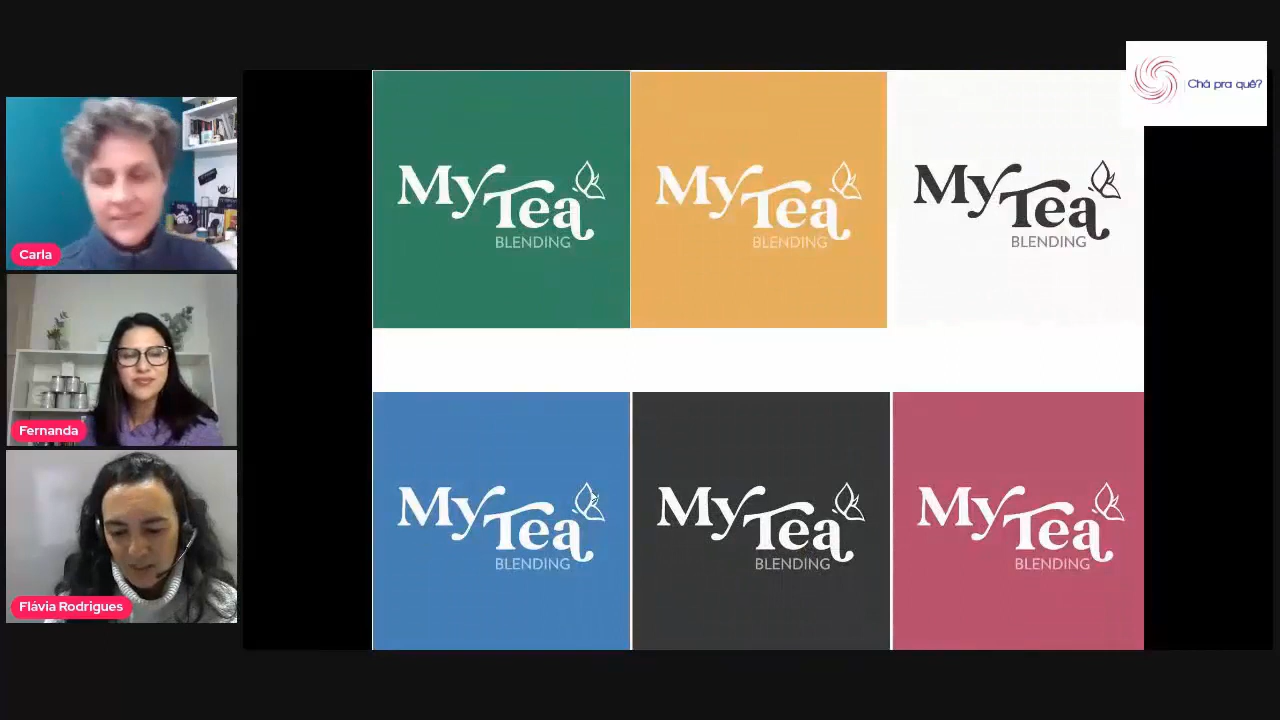 Chá pra quê?
Carla
Fernanda
Flávia Rodrigues
My Tea
BLENDING
My Tea
BLENDING
My Tea
BLENDING
My Tea
BLENDING
My Tea
BLENDING
My Tea
BLENDING